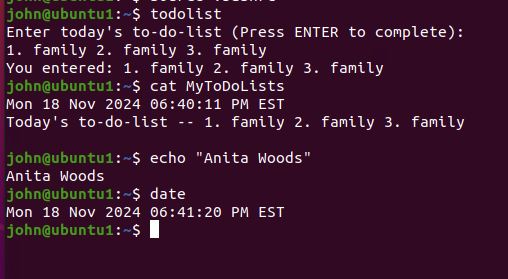 john@ubuntu1:~$ todolist
Enter today's to-do-list (Press ENTER to complete):
1. family 2. family 3. family
You entered: 1. family 2. family 3. family
john@ubuntu1:~$ cat MyToDoLists
Mon 18 Nov 2024 06:40:11 PM EST
Today's to-do-list -- 1. family 2. family 3. family

john@ubuntu1:~$ echo "Anita Woods"
Anita Woods
john@ubuntu1:~$ date
Mon 18 Nov 2024 06:41:20 PM EST
john@ubuntu1:~$